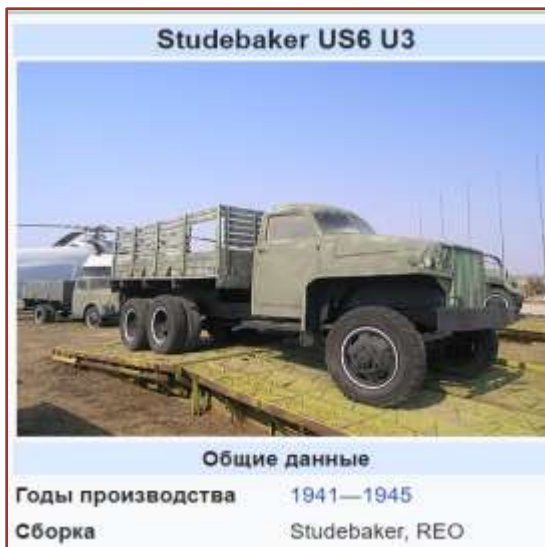 Studebaker US6 U3
Общие данные
Годы производства 1941—1945
Сборка Studebaker, REO